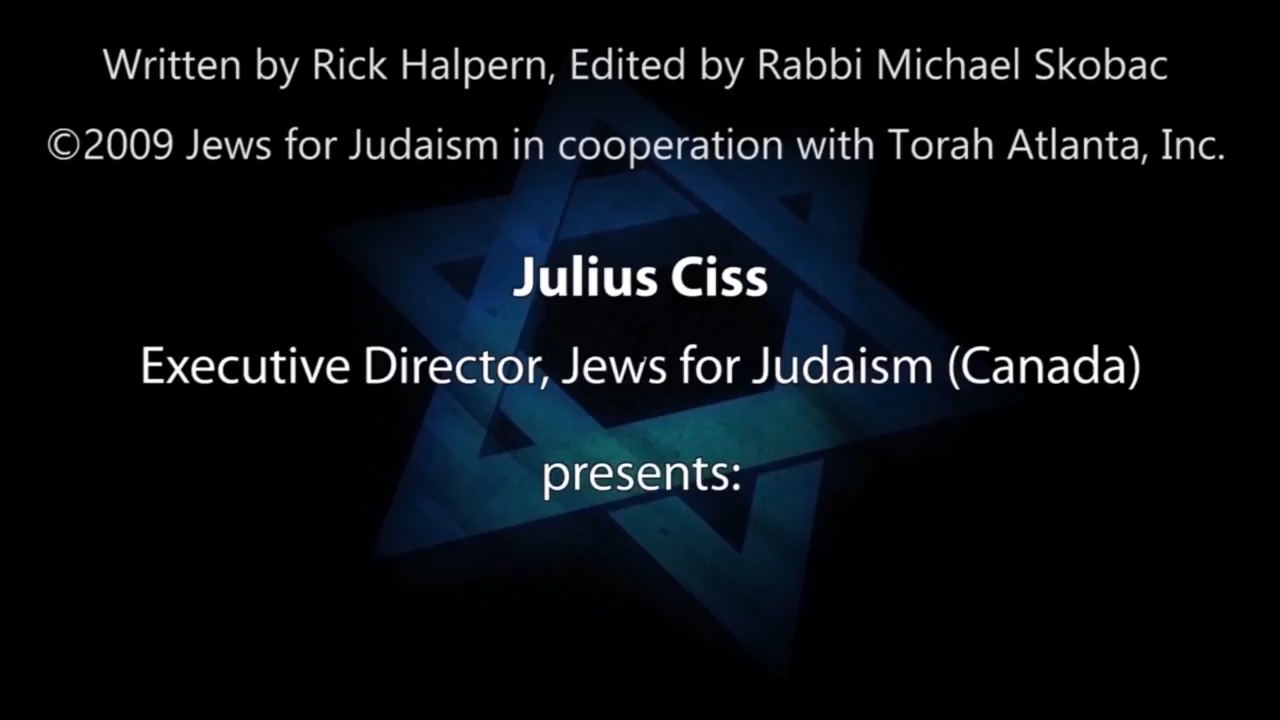 Written by Rick Halpern, Edited by Rabbi Michael Skobac
©2009 Jews for Judaism in cooperation with Torah Atlanta, Inc.
Julius Ciss
Executive Director, Jews for Judaism (Canada)
presents: